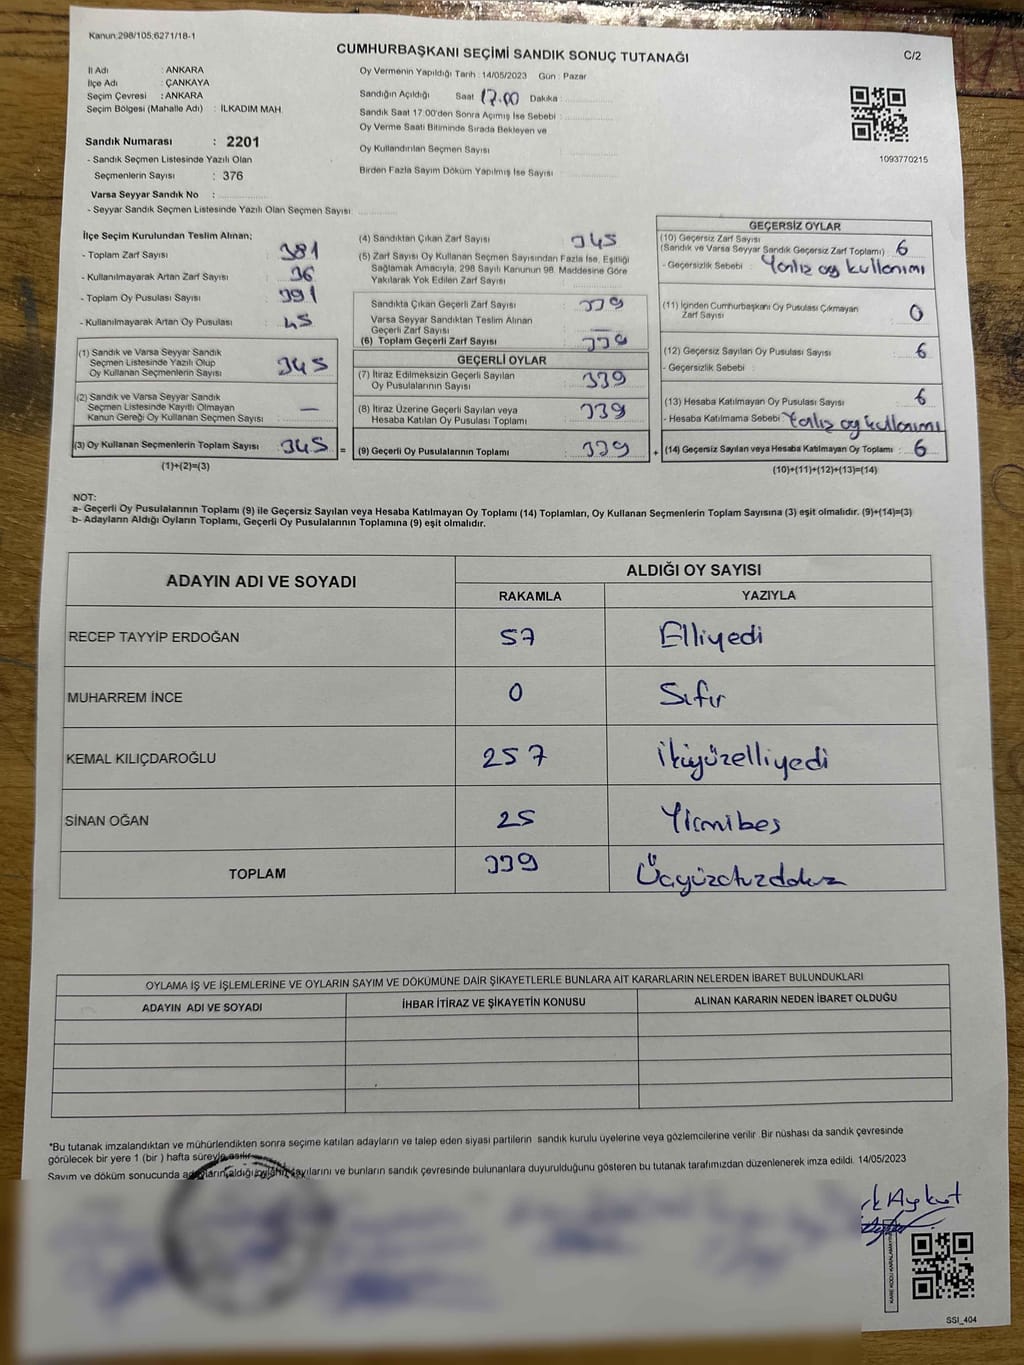 Kanun:298/105;6271/18-1
CUMHURBAŞKANI SEÇİMİ SANDIK SONUÇ TUTANAĞI
C/2
İl Adı : ANKARA
İlçe Adı : ÇANKAYA
Seçim Çevresi : ANKARA
Seçim Bölgesi (Mahalle Adı) : İLKADIM MAH.
Sandık Numarası : 2201
- Sandık Seçmen Listesinde Yazılı Olan
Seçmenlerin Sayısı : 376
Varsa Seyyar Sandık No :
- Seyyar Sandık Seçmen Listesinde Yazılı Olan Seçmen Sayısı:
Oy Vermenin Yapıldığı Tarih : 14/05/2023 Gün : Pazar
Sandığın Açıldığı Saat 17.00 Dakika :
Sandık Saat 17:00'den Sonra Açımış İse Sebebi :
Oy Verme Saati Bitiminde Sırada Bekleyen ve
Oy Kullandırılan Seçmen Sayısı :
Birden Fazla Sayım Döküm Yapılmış İse Sayısı :
1093770215
İlçe Seçim Kurulundan Teslim Alınan;
- Toplam Zarf Sayısı : 381
- Kullanılmayarak Artan Zarf Sayısı : 36
- Toplam Oy Pusulası Sayısı : 391
- Kullanılmayarak Artan Oy Pusulası : 45
(1) Sandık ve Varsa Seyyar Sandık
Seçmen Listesinde Yazılı Olup
Oy Kullanan Seçmenlerin Sayısı : 345
(2) Sandık ve Varsa Seyyar Sandık
Seçmen Listesinde Kayıtlı Olmayan
Kanun Gereği Oy Kullanan Seçmen Sayısı : —
(3) Oy Kullanan Seçmenlerin Toplam Sayısı : 345 =
(1)+(2)=(3)
(4) Sandıktan Çıkan Zarf Sayısı : 345
(5) Zarf Sayısı Oy Kullanan Seçmen Sayısından Fazla İse, Eşitliği
Sağlamak Amacıyla, 298 Sayılı Kanunun 98. Maddesine Göre
Yakılarak Yok Edilen Zarf Sayısı :
Sandıkta Çıkan Geçerli Zarf Sayısı : 339
Varsa Seyyar Sandıktan Teslim Alınan
Geçerli Zarf Sayısı : —
(6) Toplam Geçerli Zarf Sayısı : 339
GEÇERLİ OYLAR
(7) İtiraz Edilmeksizin Geçerli Sayılan
Oy Pusulalarının Sayısı : 339
(8) İtiraz Üzerine Geçerli Sayılan veya
Hesaba Katılan Oy Pusulası Toplamı : 339
(9) Geçerli Oy Pusulalarının Toplamı : 339 +
GEÇERSİZ OYLAR
(10) Geçersiz Zarf Sayısı
(Sandık ve Varsa Seyyar Sandık Geçersiz Zarf Toplamı) : 6
- Geçersizlik Sebebi : Yanlız oy kullanımı
(11) İçinden Cumhurbaşkanı Oy Pusulası Çıkmayan
Zarf Sayısı : 0
(12) Geçersiz Sayılan Oy Pusulası Sayısı : 6
- Geçersizlik Sebebi :
(13) Hesaba Katılmayan Oy Pusulası Sayısı : 6
- Hesaba Katılmama Sebebi : Yanlız oy kullanımı
(14) Geçersiz Sayılan veya Hesaba Katılmayan Oy Toplamı : 6
(10)+(11)+(12)+(13)=(14)
NOT:
a- Geçerli Oy Pusulalarının Toplamı (9) ile Geçersiz Sayılan veya Hesaba Katılmayan Oy Toplamı (14) Toplamları, Oy Kullanan Seçmenlerin Toplam Sayısına (3) eşit olmalıdır. (9)+(14)=(3)
b- Adayların Aldığı Oyların Toplamı, Geçerli Oy Pusulalarının Toplamına (9) eşit olmalıdır.
ADAYIN ADI VE SOYADI
ALDIĞI OY SAYISI
RAKAMLA YAZIYLA
RECEP TAYYİP ERDOĞAN 57 Elliyedi
MUHARREM İNCE 0 Sıfır
KEMAL KILIÇDAROĞLU 257 ikiyüzelliyedi
SİNAN OĞAN 25 Yirmibeş
TOPLAM 339 Üçyüzotuzdokuz
OYLAMA İŞ VE İŞLEMLERİNE VE OYLARIN SAYIM VE DÖKÜMÜNE DAİR ŞİKAYETLERLE BUNLARA AİT KARARLARIN NELERDEN İBARET BULUNDUKLARI
ADAYIN ADI VE SOYADI İHBAR İTİRAZ VE ŞİKAYETİN KONUSU ALINAN KARARIN NEDEN İBARET OLDUĞU
*Bu tutanak imzalandıktan ve mühürlendikten sonra seçime katılan adayların ve talep eden siyasi partilerin sandık kurulu üyelerine veya gözlemcilerine verilir. Bir nüshası da sandık çevresinde
görülecek bir yere 1 (bir ) hafta süreyle asılır.
Sayım ve döküm sonucunda adayların aldığı oyların sayılarını ve bunların sandık çevresinde bulunanlara duyurulduğunu gösteren bu tutanak tarafımızdan düzenlenerek imza edildi. 14/05/2023
Aykut
SSI_404